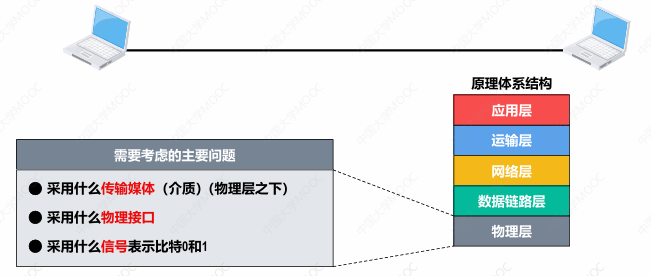 原理体系结构
应用层
运输层
网络层
数据链路层
物理层
需要考虑的主要问题
● 采用什么传输媒体（介质）（物理层之下）
● 采用什么物理接口
● 采用什么信号表示比特0和1